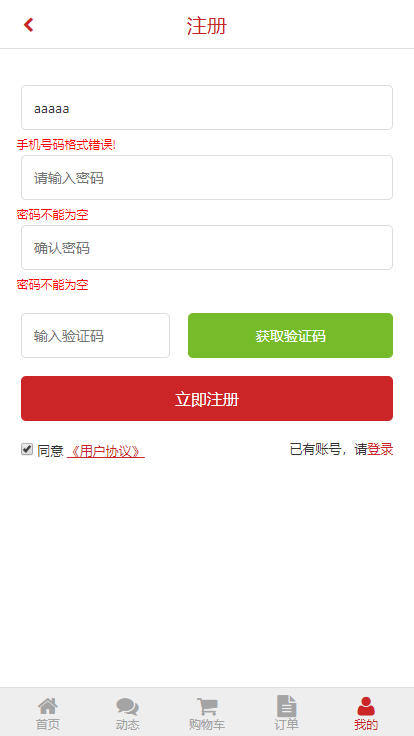 注册
aaaaa
手机号码格式错误!
请输入密码
密码不能为空
确认密码
密码不能为空
输入验证码 获取验证码
立即注册
同意 《用户协议》 已有账号，请登录
首页 动态 购物车 订单 我的